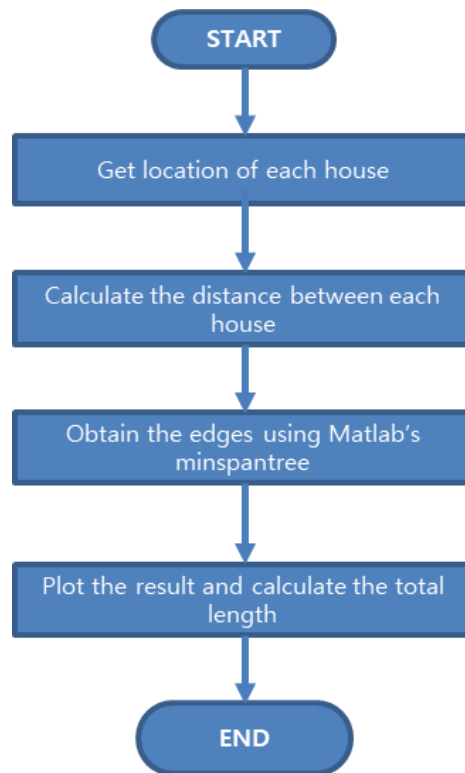 START
Get location of each house
Calculate the distance between each
house
Obtain the edges using Matlab’s
minspantree
Plot the result and calculate the total
length
END